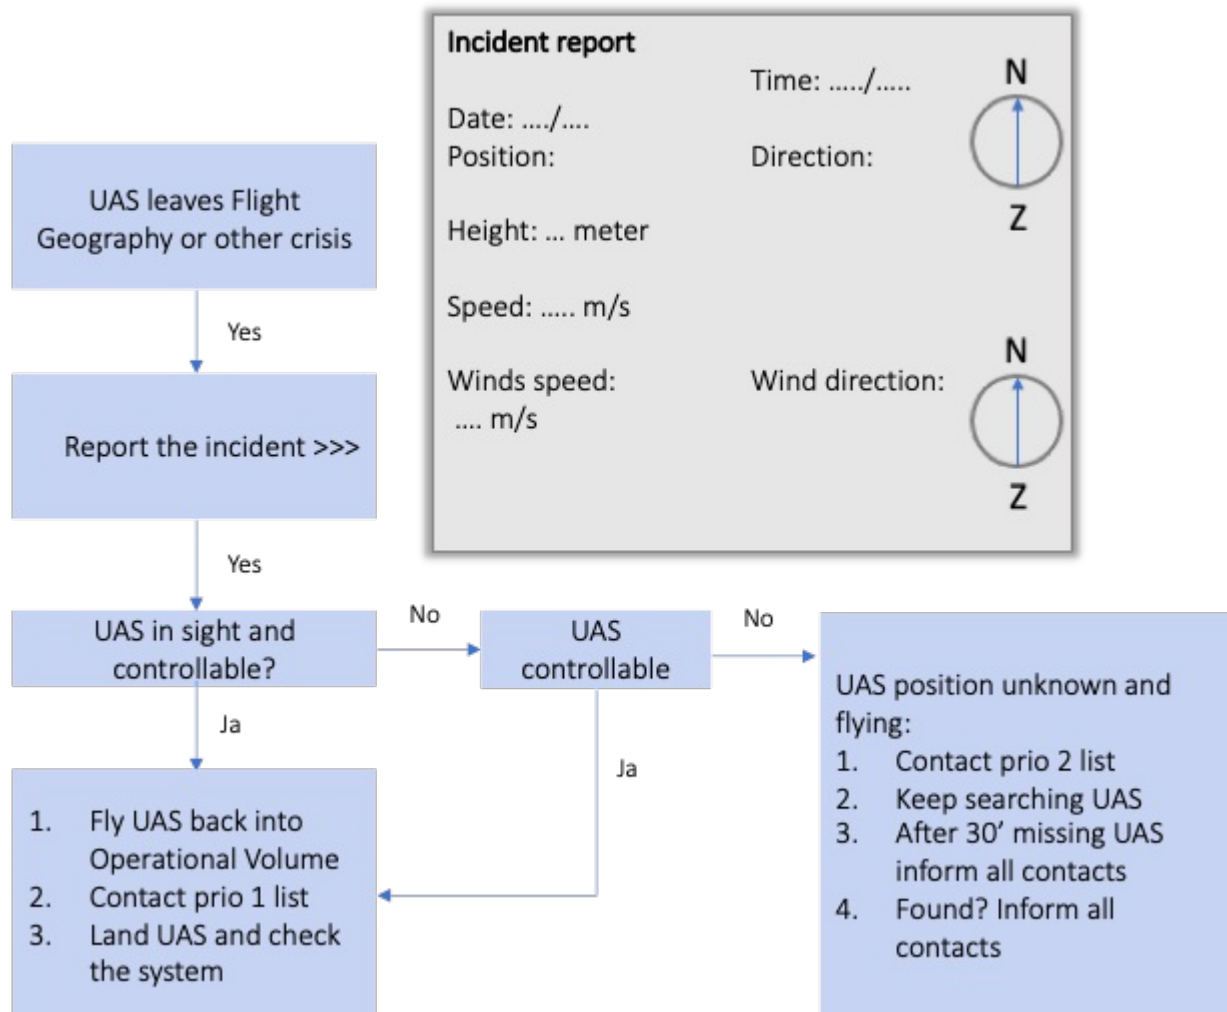 Incident report
Time: ...../.....
N
Date: ..../....
Position:
Direction:
Z
Height: ... meter
Speed: ..... m/s
N
Winds speed:
.... m/s
Wind direction:
Z
UAS leaves Flight
Geography or other crisis
Yes
Report the incident >>>
Yes
UAS in sight and
controllable?
No
UAS
controllable
No
UAS position unknown and
flying:
1. Contact prio 2 list
2. Keep searching UAS
3. After 30’ missing UAS
inform all contacts
4. Found? Inform all
contacts
Ja
Ja
1. Fly UAS back into
Operational Volume
2. Contact prio 1 list
3. Land UAS and check
the system